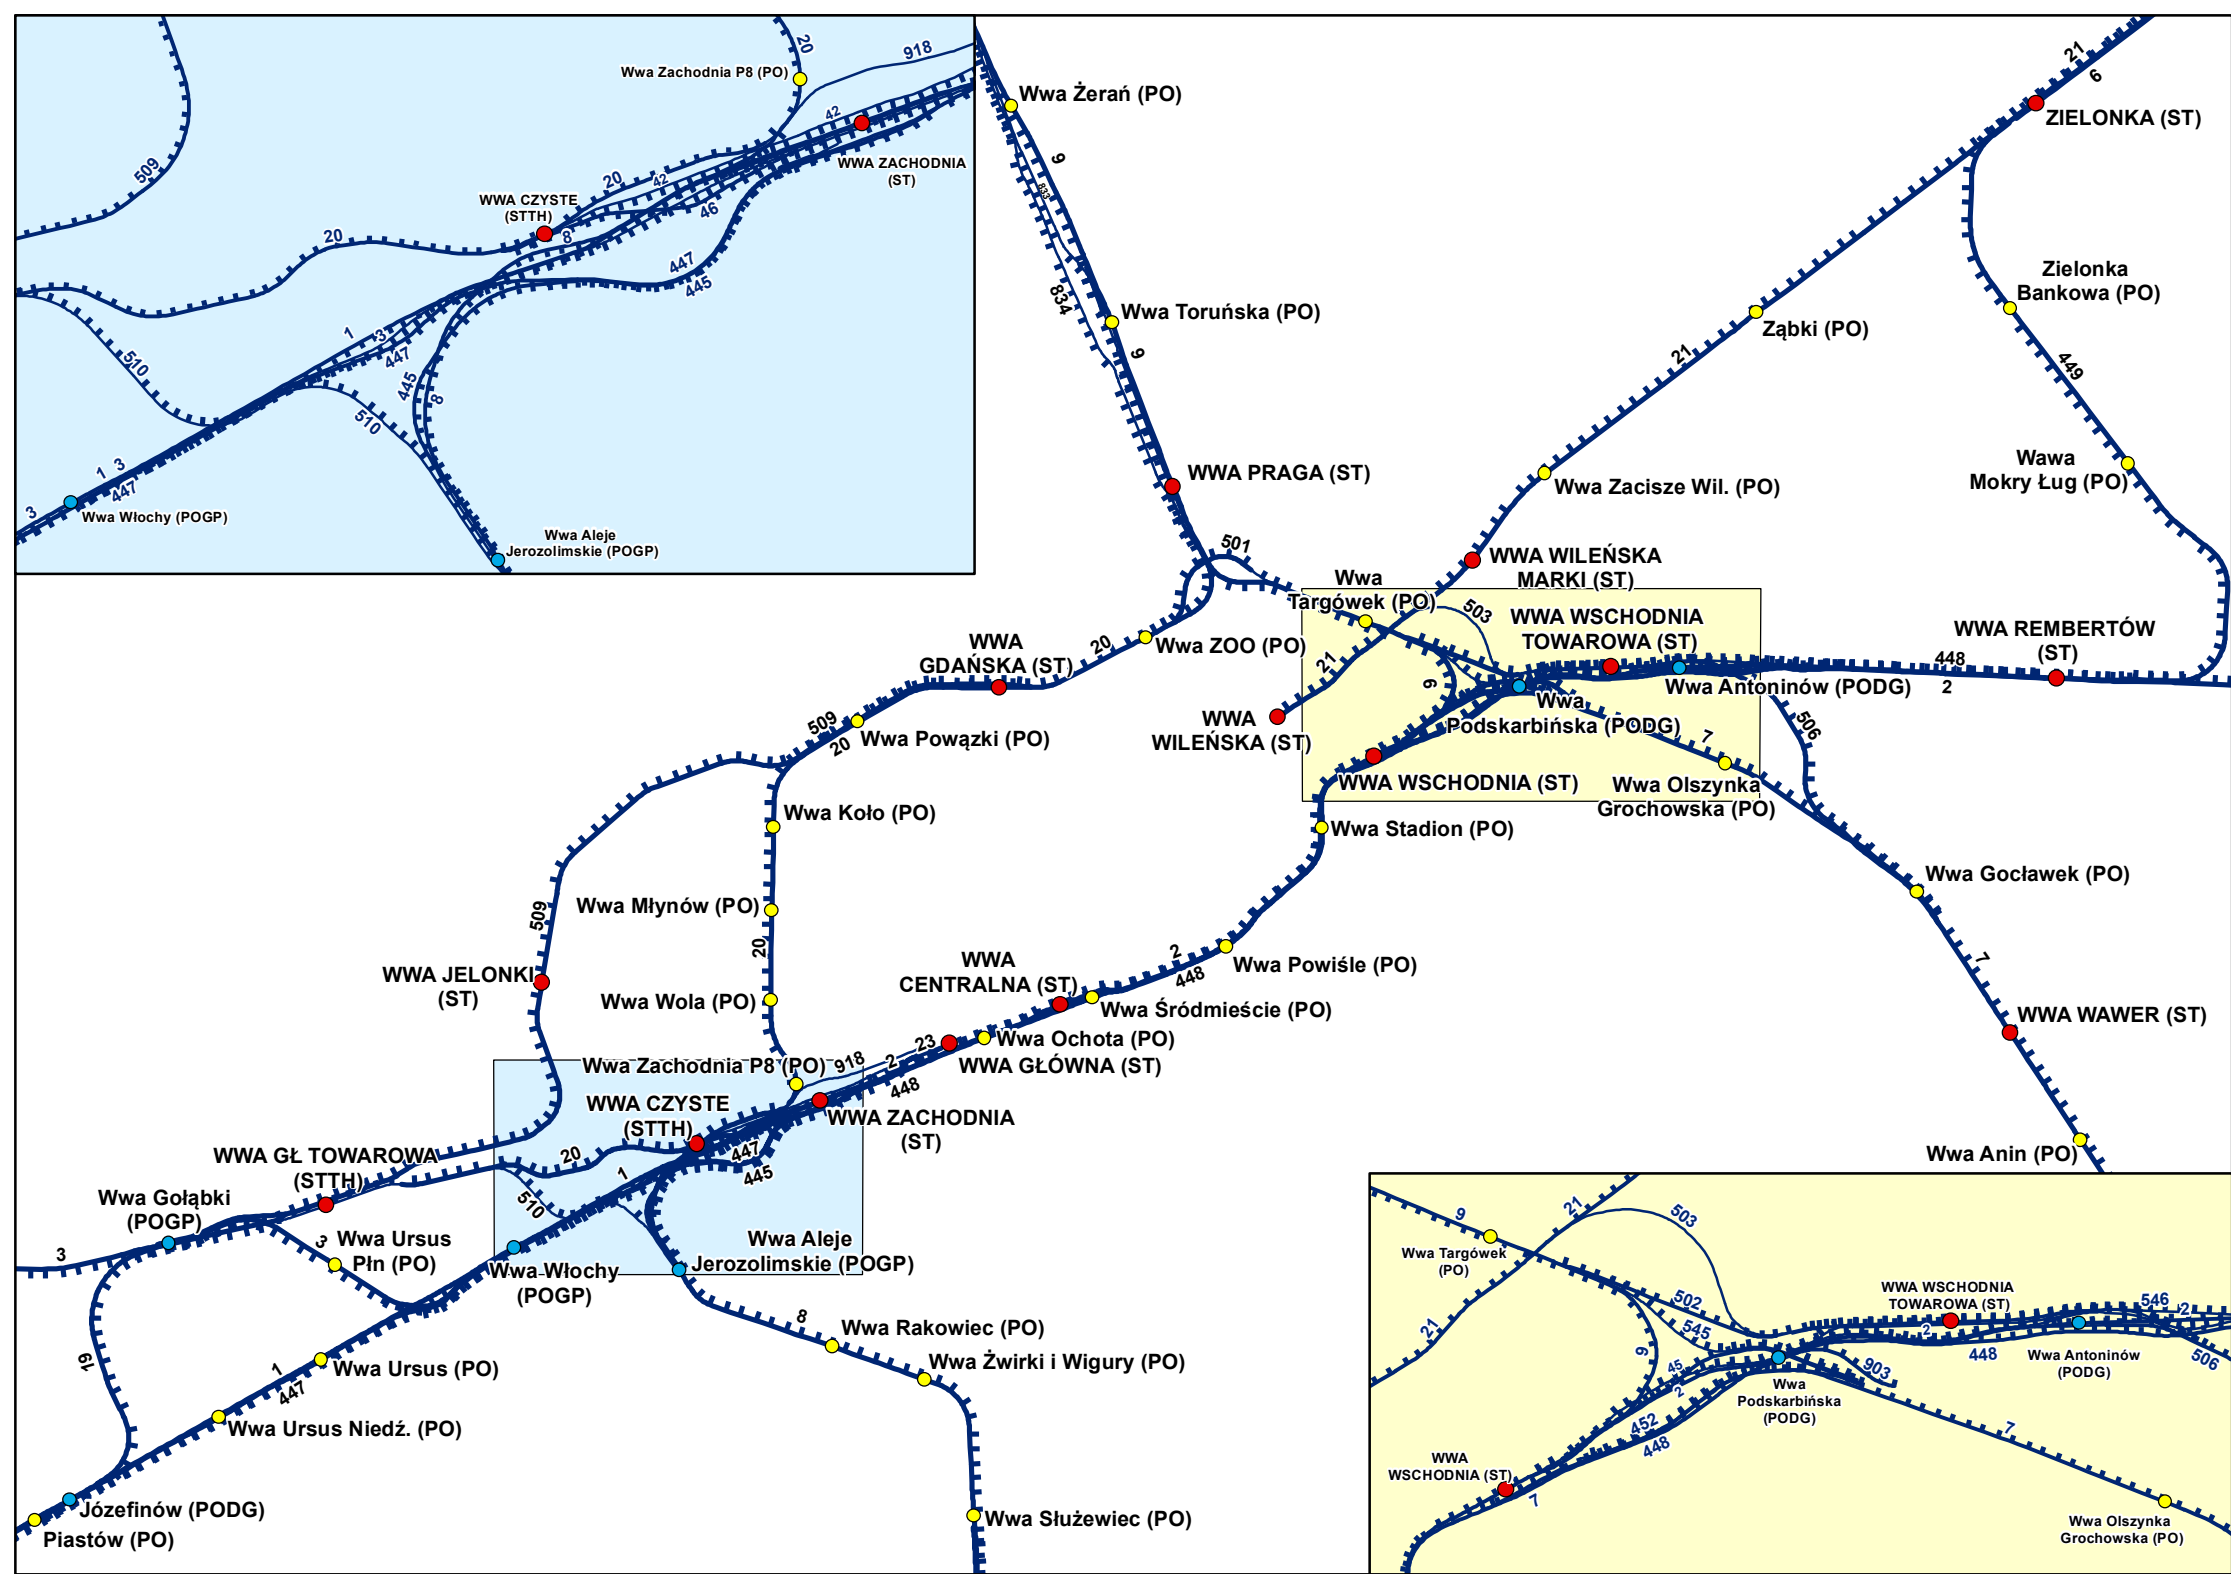 20
918
Wwa Zachodnia P8 (PO)
42
509
WWA ZACHODNIA
(ST)
20
42
WWA CZYSTE
(STTH)
46
20
8
447
445
1
3
447
510
445
8
510
1
3
447
3
Wwa Włochy (POGP)
Wwa Aleje
Jerozolimskie (POGP)
Wwa Żerań (PO)
9
833
834
Wwa Toruńska (PO)
9
WWA PRAGA (ST)
21
6
ZIELONKA (ST)
Zielonka
Bankowa (PO)
Ząbki (PO)
21
449
Wawa
Mokry Ług (PO)
Wwa Zacisze Wil. (PO)
501
WWA WILEŃSKA
MARKI (ST)
Wwa
Targówek (PO)
503
WWA WSCHODNIA
TOWAROWA (ST)
WWA REMBERTÓW
(ST)
448
2
WWA
GDAŃSKA (ST)
20
Wwa ZOO (PO)
21
9
Wwa Antoninów (PODG)
Wwa
Podskarbińska (PODG)
WWA
WILEŃSKA (ST)
506
7
509
20
Wwa Powązki (PO)
WWA WSCHODNIA (ST)
Wwa Olszynka
Grochowska (PO)
Wwa Koło (PO)
Wwa Stadion (PO)
Wwa Gocławek (PO)
Wwa Młynów (PO)
509
20
7
WWA JELONKI
(ST)
WWA
CENTRALNA (ST)
2
448
Wwa Powiśle (PO)
Wwa Wola (PO)
Wwa Śródmieście (PO)
WWA WAWER (ST)
Wwa Ochota (PO)
23
WWA GŁÓWNA (ST)
Wwa Zachodnia P8 (PO)
918
2
448
WWA CZYSTE
(STTH)
WWA ZACHODNIA
(ST)
447
445
20
1
510
WWA GŁ TOWAROWA
(STTH)
Wwa Anin (PO)
Wwa Gołąbki
(POGP)
3
3
Wwa Ursus
Płn (PO)
Wwa Włochy
(POGP)
Wwa Aleje
Jerozolimskie (POGP)
8
Wwa Rakowiec (PO)
Wwa Żwirki i Wigury (PO)
19
1
447
Wwa Ursus (PO)
Wwa Ursus Niedź. (PO)
Józefinów (PODG)
Piastów (PO)
Wwa Służewiec (PO)
9
21
503
Wwa Targówek
(PO)
502
WWA WSCHODNIA
TOWAROWA (ST)
546
2
21
545
9
2
448
Wwa Antoninów
(PODG)
506
45
2
903
Wwa
Podskarbińska
(PODG)
452
448
7
WWA
WSCHODNIA (ST)
7
Wwa Olszynka
Grochowska (PO)